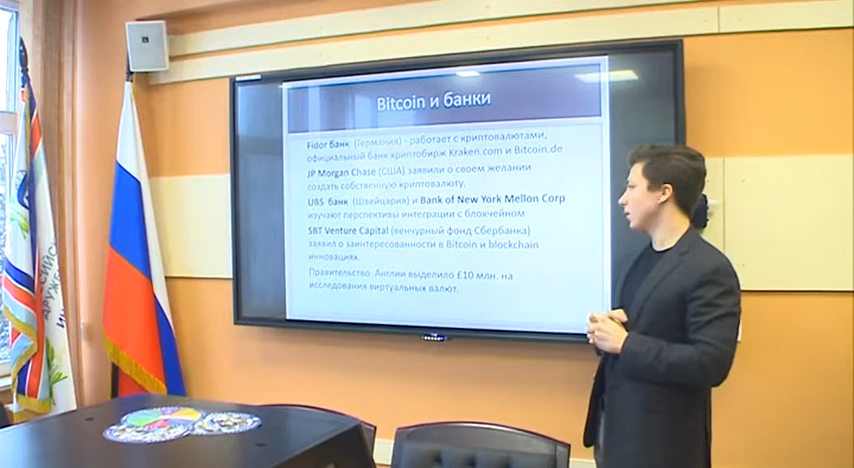 Bitcoin и банки
Fidor банк (Германия) - работает с криптовалютами,
официальный банк криптобирж Kraken.com и Bitcoin.de
JP Morgan Chase (США) заявили о своем желании
создать собственную криптовалюту.
UBS банк (Швейцария) и Bank of New York Mellon Corp
изучают перспективы интеграции с блокчейном
SBT Venture Capital (венчурный фонд Сбербанка)
заявил о заинтересованности в Bitcoin и blockchain
инновациях.
Правительство Англии выделило £10 млн. на
исследования виртуальных валют.